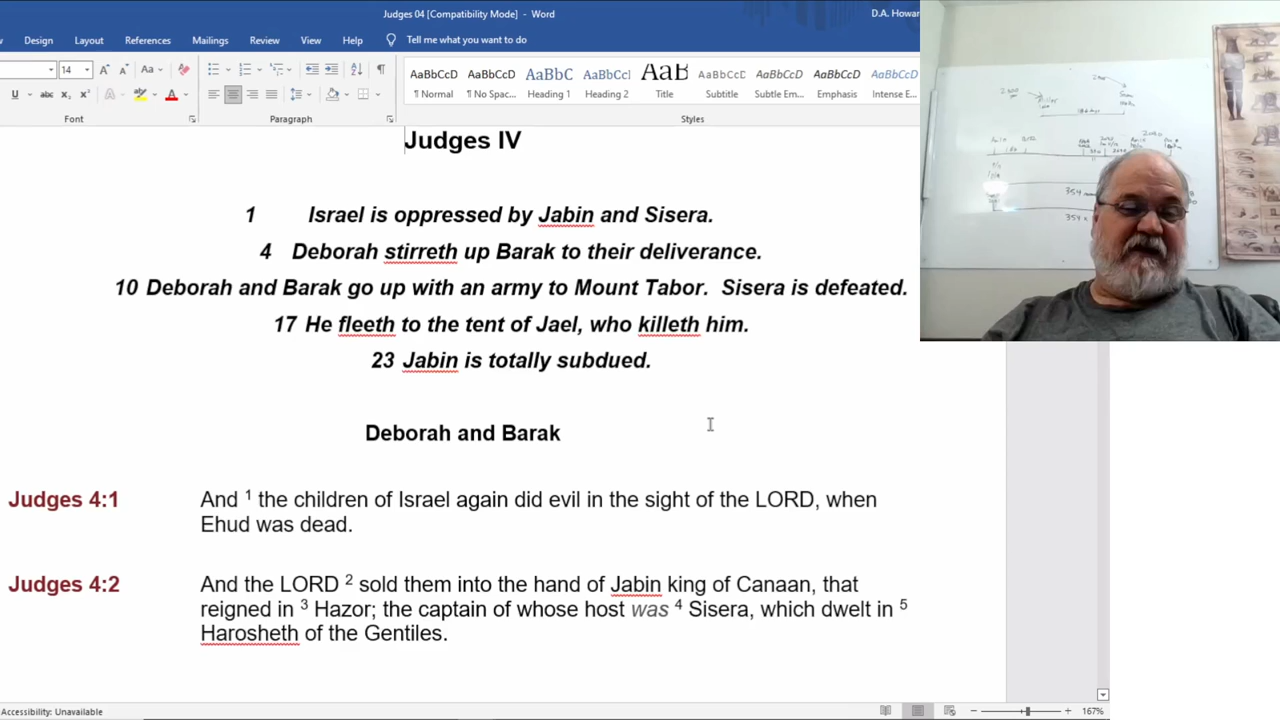 Judges 04 [Compatibility Mode] - Word
D.A. Howar
Design Layout References Mailings Review View Help Tell me what you want to do
14 Aa
AaBbCcD AaBbCcD AaBbC AaBbCcI AaB AaBbCcD AaBbCcD AaBbCcD AaBbCcD
¶ Normal ¶ No Spac... Heading 1 Heading 2 Title Subtitle Subtle Em... Emphasis Intense E...
Font Paragraph Styles
Judges IV
1 Israel is oppressed by Jabin and Sisera.
4 Deborah stirreth up Barak to their deliverance.
10 Deborah and Barak go up with an army to Mount Tabor. Sisera is defeated.
17 He fleeth to the tent of Jael, who killeth him.
23 Jabin is totally subdued.
Deborah and Barak
Judges 4:1 And 1 the children of Israel again did evil in the sight of the LORD, when
Ehud was dead.
Judges 4:2 And the LORD 2 sold them into the hand of Jabin king of Canaan, that
reigned in 3 Hazor; the captain of whose host was 4 Sisera, which dwelt in 5
Harosheth of the Gentiles.
Accessibility: Unavailable
167%